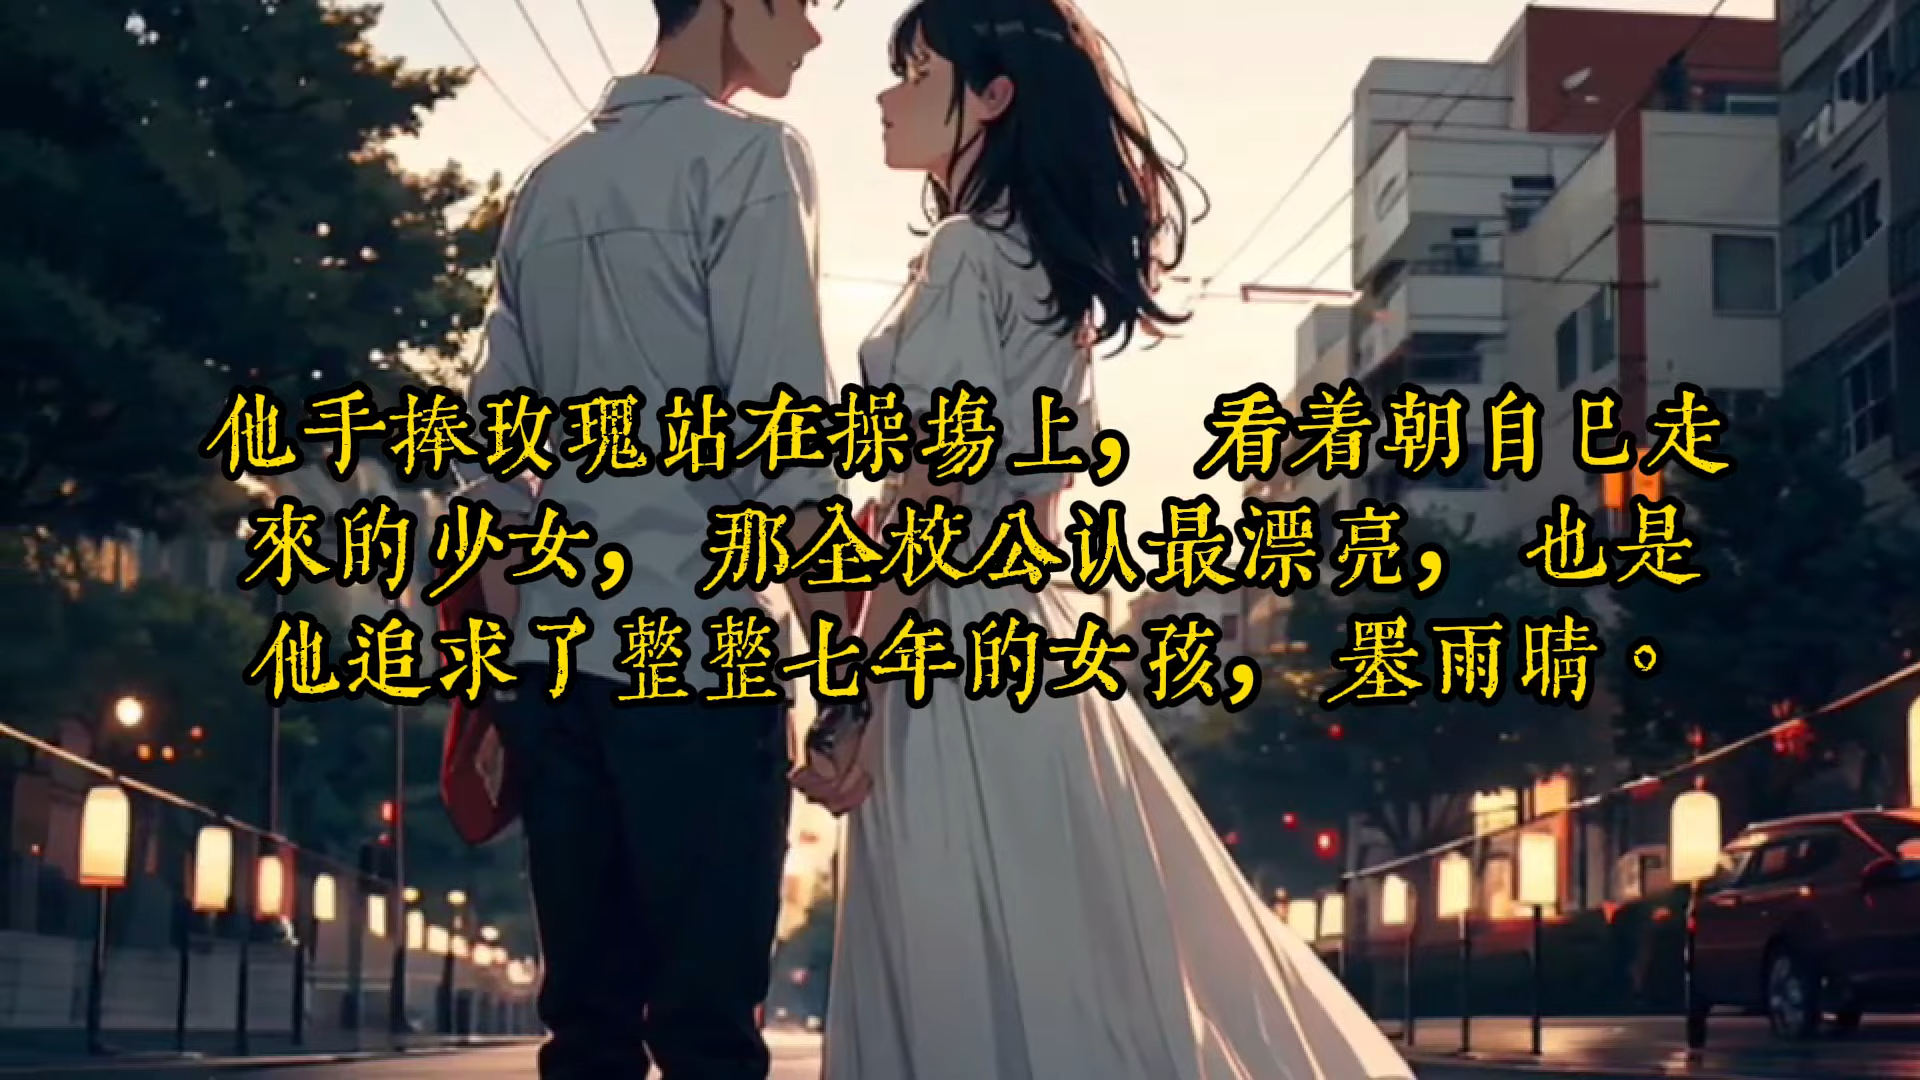 他手捧玫瑰站在操場上，看着朝自已走
來的少女，那全校公认最漂亮，也是
他追求了整整七年的女孩，墨雨晴。